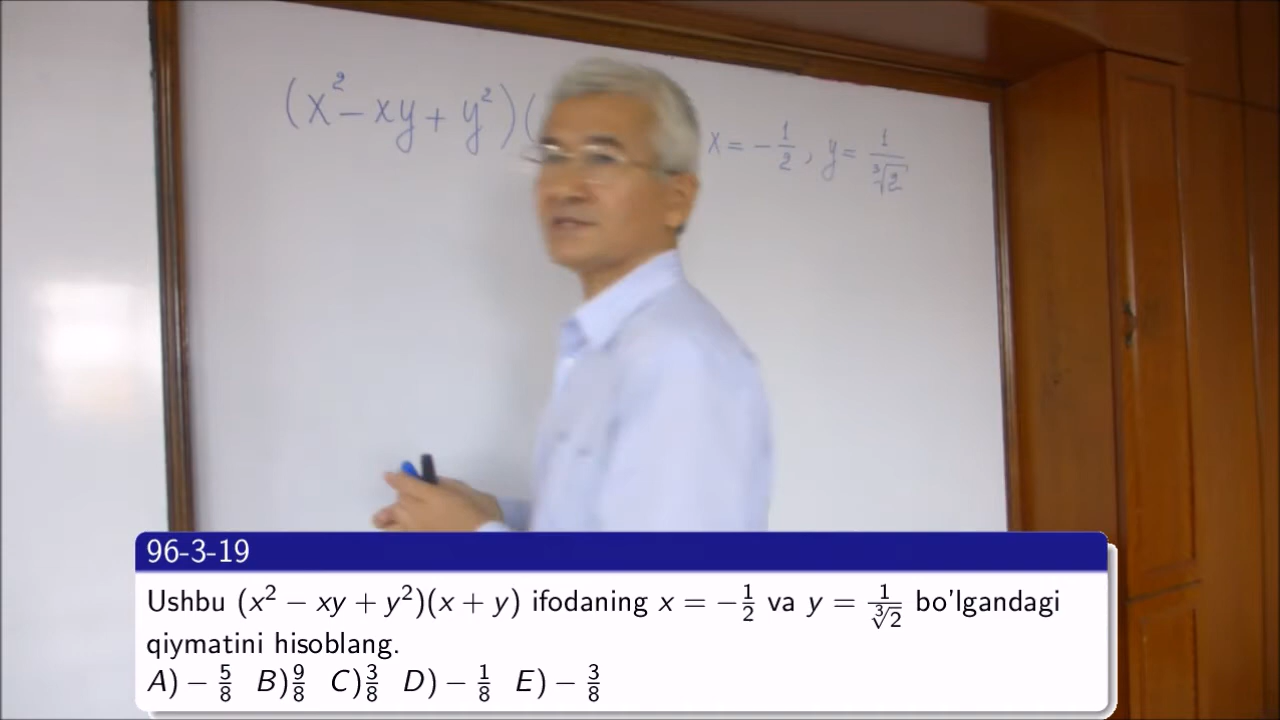 (x² - xy + y²)(
x = -1/2, y = 1/∛2
96-3-19
Ushbu (x² − xy + y²)(x + y) ifodaning x = −1/2 va y = 1/∛2 bo'lgandagi
qiymatini hisoblang.
A) − 5/8 B) 9/8 C) 3/8 D) − 1/8 E) − 3/8